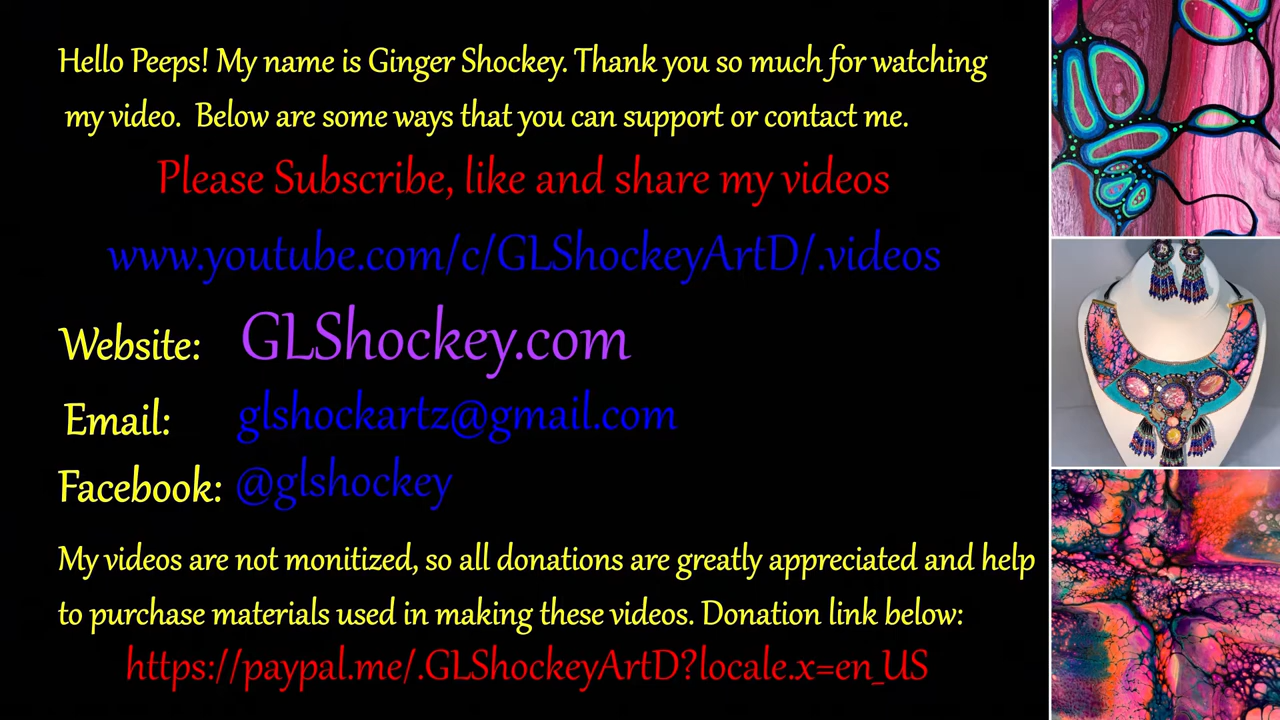 Hello Peeps! My name is Ginger Shockey. Thank you so much for watching
my video. Below are some ways that you can support or contact me.
Please Subscribe, like and share my videos
www.youtube.com/c/GLShockeyArtD/.videos
Website: GLShockey.com
Email: glshockartz@gmail.com
Facebook: @glshockey
My videos are not monitized, so all donations are greatly appreciated and help
to purchase materials used in making these videos. Donation link below:
https://paypal.me/.GLShockeyArtD?locale.x=en_US